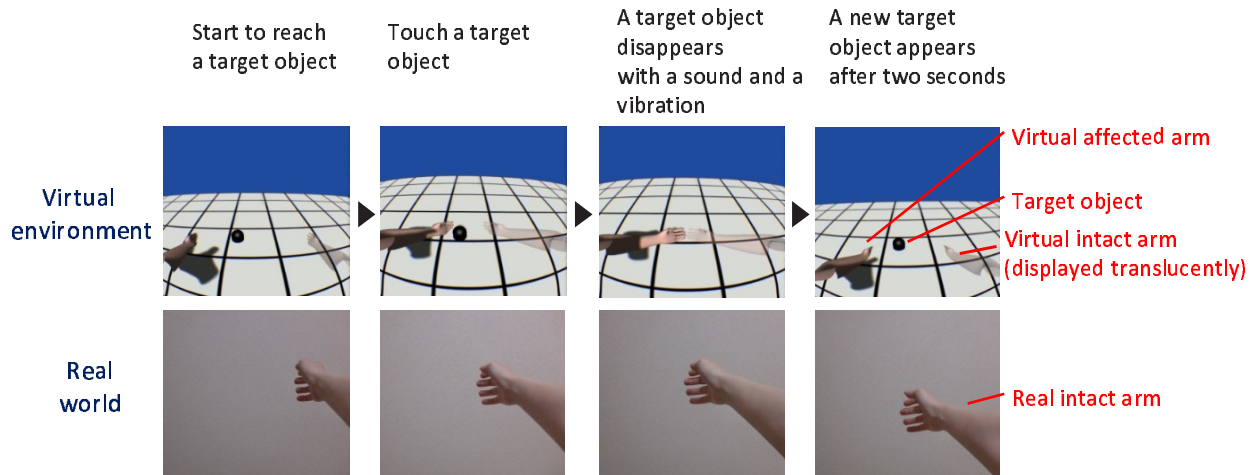 Start to reach
a target object
Touch a target
object
A target object
disappears
with a sound and a
vibration
A new target
object appears
after two seconds
Virtual
environment
Virtual affected arm
Target object
Virtual intact arm
(displayed translucently)
Real
world
Real intact arm